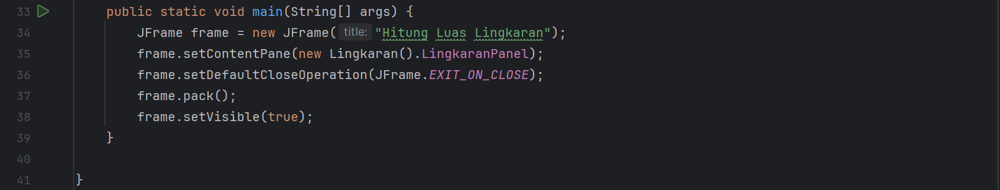 33 public static void main(String[] args) {
34 JFrame frame = new JFrame( title: "Hitung Luas Lingkaran");
35 frame.setContentPane(new Lingkaran().LingkaranPanel);
36 frame.setDefaultCloseOperation(JFrame.EXIT_ON_CLOSE);
37 frame.pack();
38 frame.setVisible(true);
39 }
40
41 }